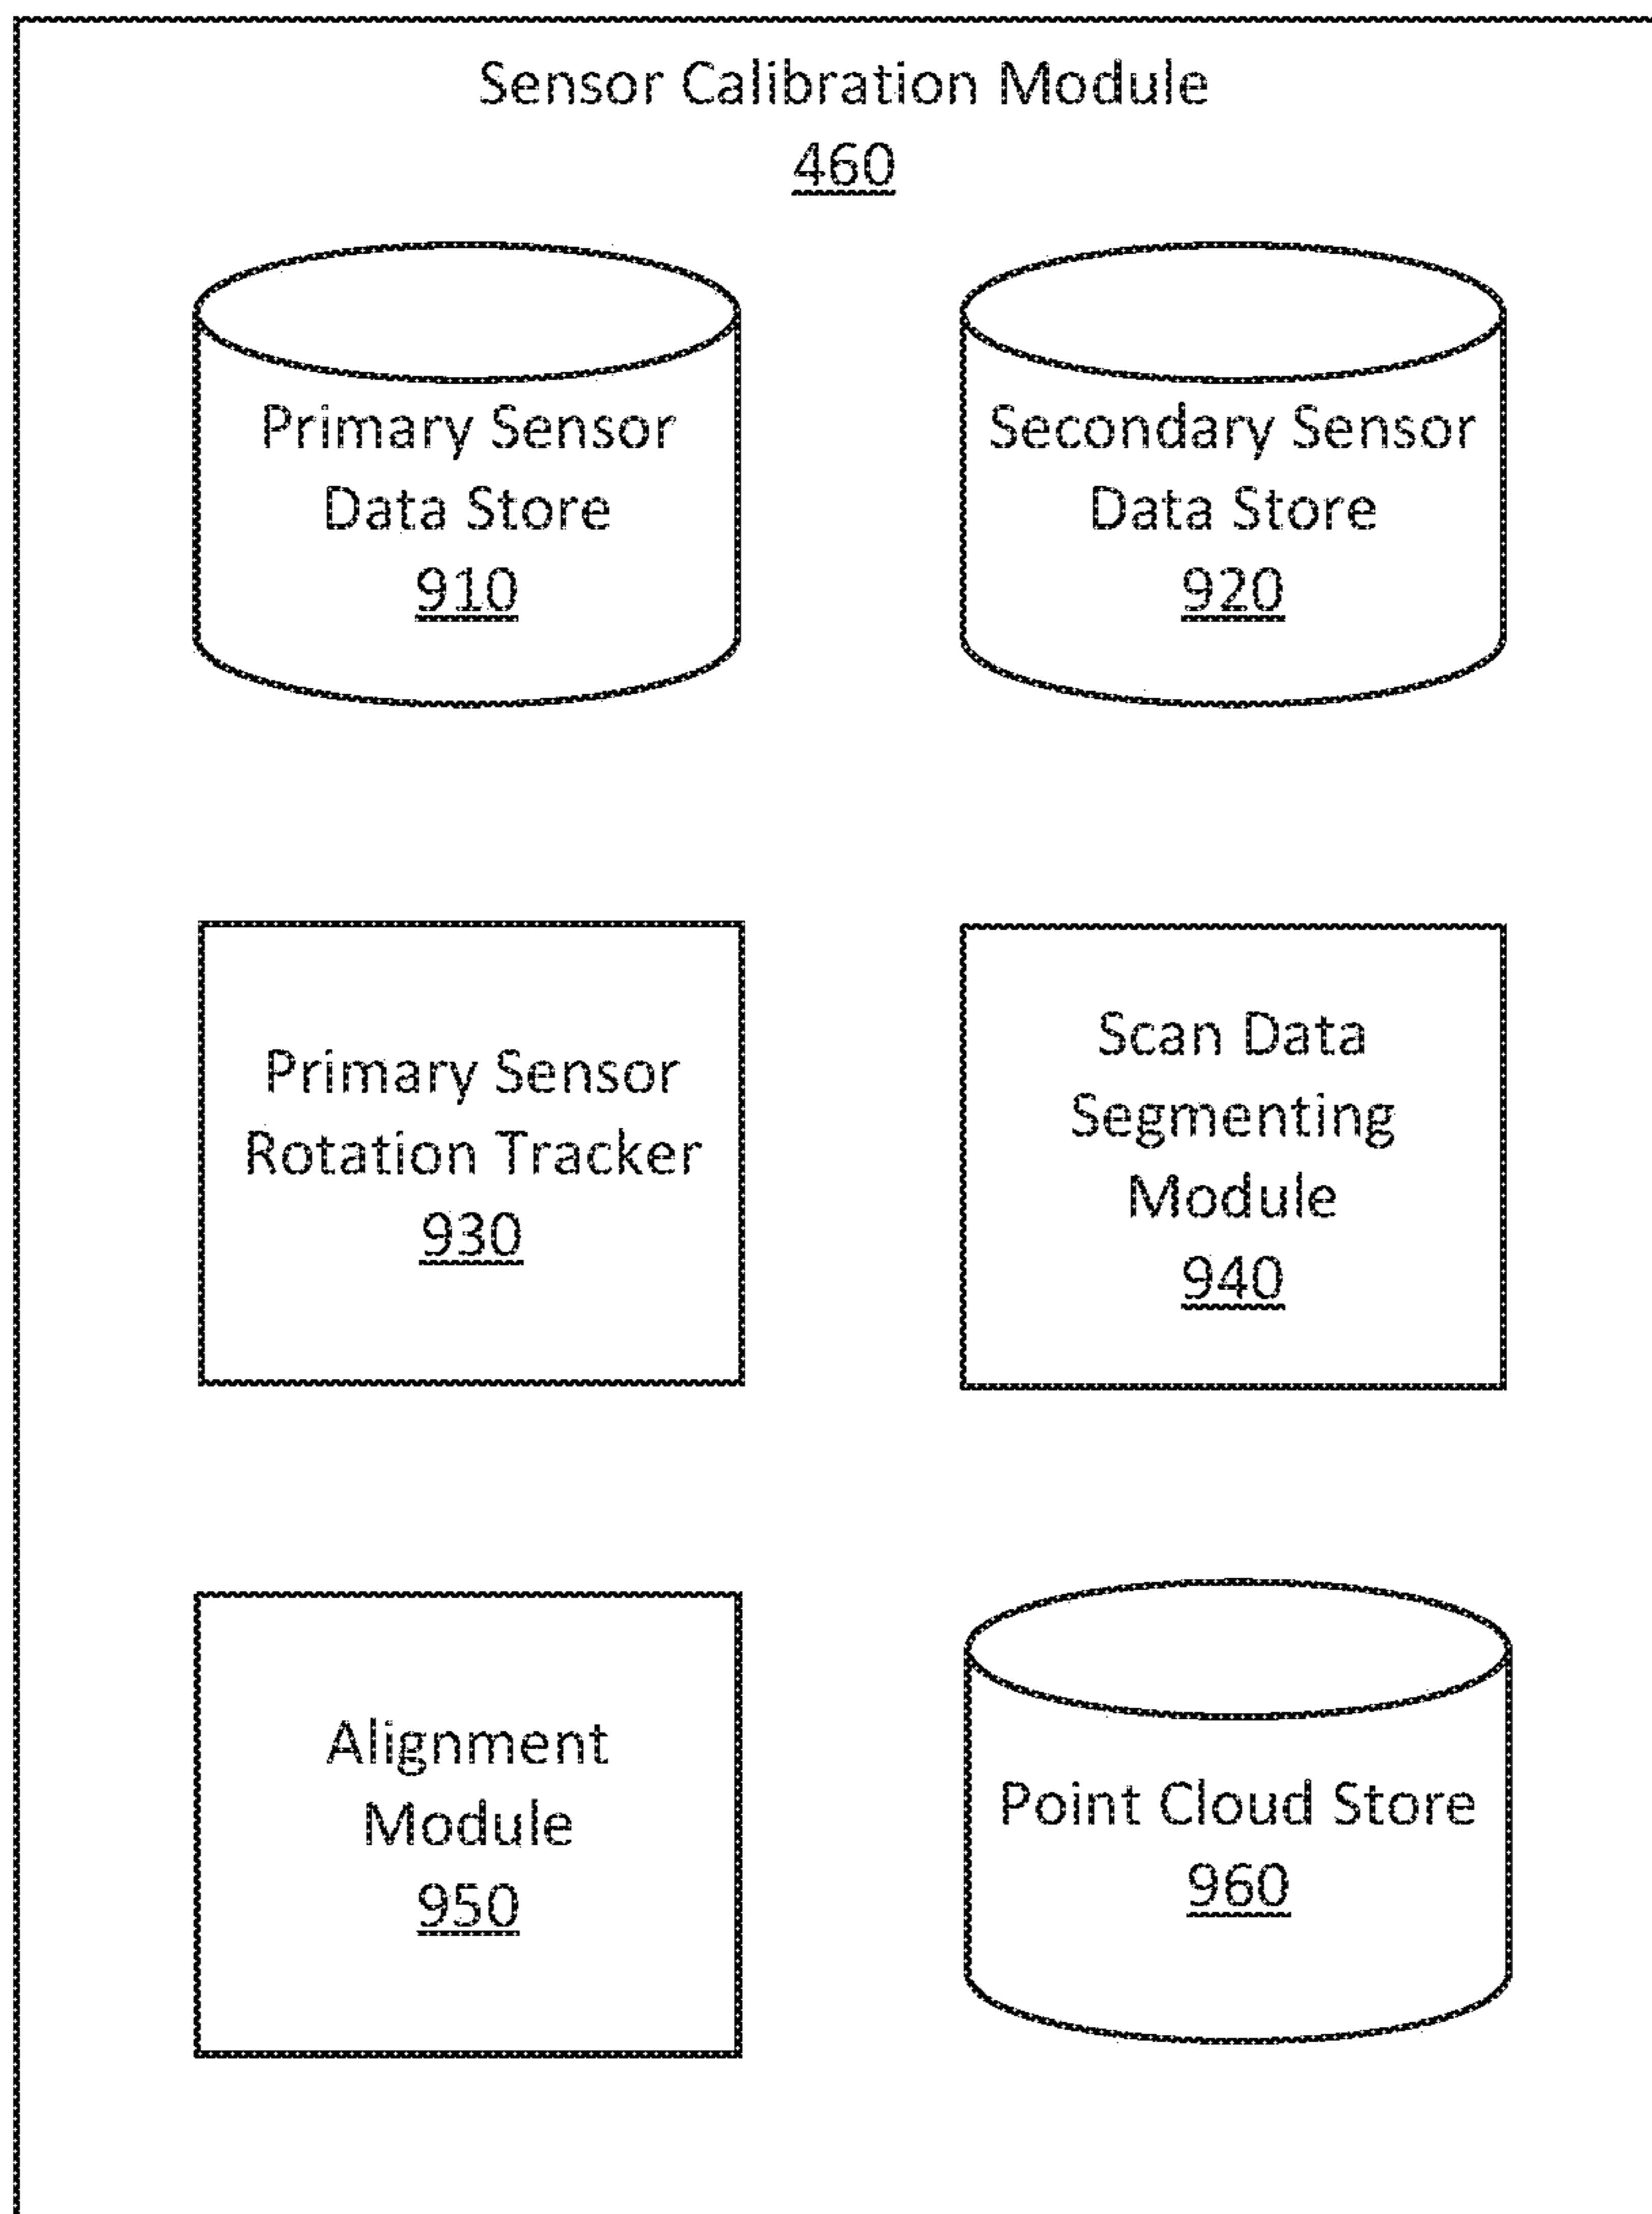 Sensor Calibration Module
460
Primary Sensor
Data Store
910
Secondary Sensor
Data Store
920
Primary Sensor
Rotation Tracker
930
Scan Data
Segmenting
Module
940
Alignment
Module
950
Point Cloud Store
960